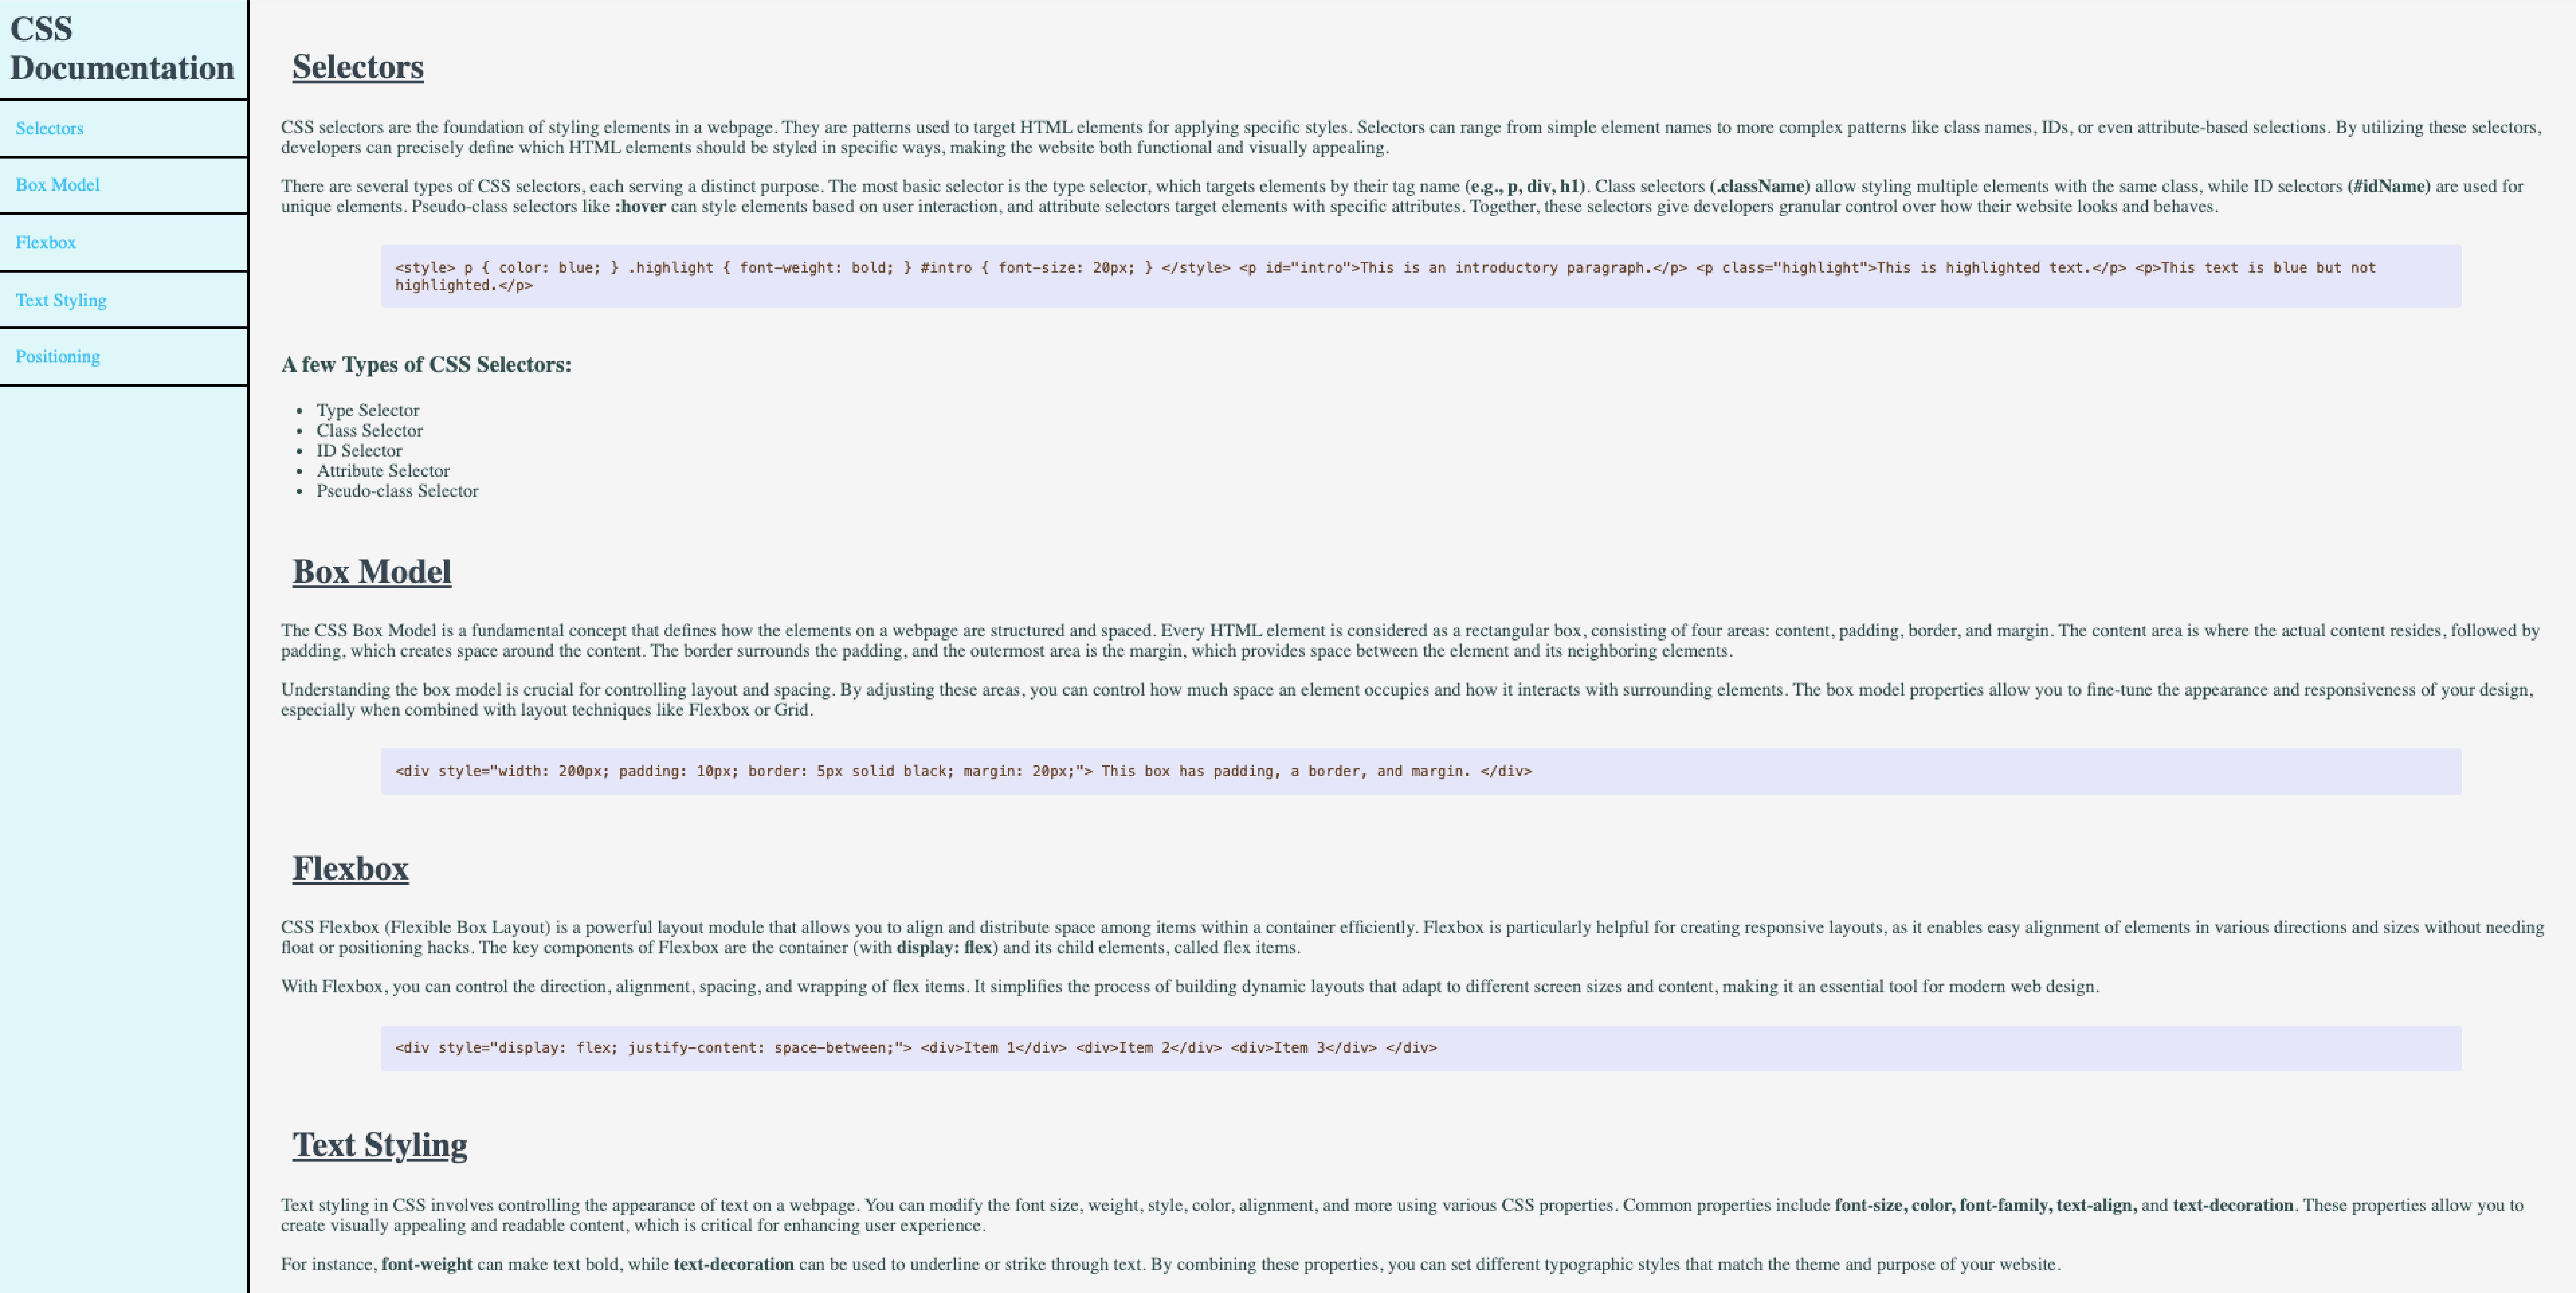 CSS
Documentation
Selectors
Box Model
Flexbox
Text Styling
Positioning
Selectors
CSS selectors are the foundation of styling elements in a webpage. They are patterns used to target HTML elements for applying specific styles. Selectors can range from simple element names to more complex patterns like class names, IDs, or even attribute-based selections. By utilizing these selectors,
developers can precisely define which HTML elements should be styled in specific ways, making the website both functional and visually appealing.
There are several types of CSS selectors, each serving a distinct purpose. The most basic selector is the type selector, which targets elements by their tag name (e.g., p, div, h1). Class selectors (.className) allow styling multiple elements with the same class, while ID selectors (#idName) are used for
unique elements. Pseudo-class selectors like :hover can style elements based on user interaction, and attribute selectors target elements with specific attributes. Together, these selectors give developers granular control over how their website looks and behaves.
<style> p { color: blue; } .highlight { font-weight: bold; } #intro { font-size: 20px; } </style> <p id="intro">This is an introductory paragraph.</p> <p class="highlight">This is highlighted text.</p> <p>This text is blue but not
highlighted.</p>
A few Types of CSS Selectors:
• Type Selector
• Class Selector
• ID Selector
• Attribute Selector
• Pseudo-class Selector
Box Model
The CSS Box Model is a fundamental concept that defines how the elements on a webpage are structured and spaced. Every HTML element is considered as a rectangular box, consisting of four areas: content, padding, border, and margin. The content area is where the actual content resides, followed by
padding, which creates space around the content. The border surrounds the padding, and the outermost area is the margin, which provides space between the element and its neighboring elements.
Understanding the box model is crucial for controlling layout and spacing. By adjusting these areas, you can control how much space an element occupies and how it interacts with surrounding elements. The box model properties allow you to fine-tune the appearance and responsiveness of your design,
especially when combined with layout techniques like Flexbox or Grid.
<div style="width: 200px; padding: 10px; border: 5px solid black; margin: 20px;"> This box has padding, a border, and margin. </div>
Flexbox
CSS Flexbox (Flexible Box Layout) is a powerful layout module that allows you to align and distribute space among items within a container efficiently. Flexbox is particularly helpful for creating responsive layouts, as it enables easy alignment of elements in various directions and sizes without needing
float or positioning hacks. The key components of Flexbox are the container (with display: flex) and its child elements, called flex items.
With Flexbox, you can control the direction, alignment, spacing, and wrapping of flex items. It simplifies the process of building dynamic layouts that adapt to different screen sizes and content, making it an essential tool for modern web design.
<div style="display: flex; justify-content: space-between;"> <div>Item 1</div> <div>Item 2</div> <div>Item 3</div> </div>
Text Styling
Text styling in CSS involves controlling the appearance of text on a webpage. You can modify the font size, weight, style, color, alignment, and more using various CSS properties. Common properties include font-size, color, font-family, text-align, and text-decoration. These properties allow you to
create visually appealing and readable content, which is critical for enhancing user experience.
For instance, font-weight can make text bold, while text-decoration can be used to underline or strike through text. By combining these properties, you can set different typographic styles that match the theme and purpose of your website.